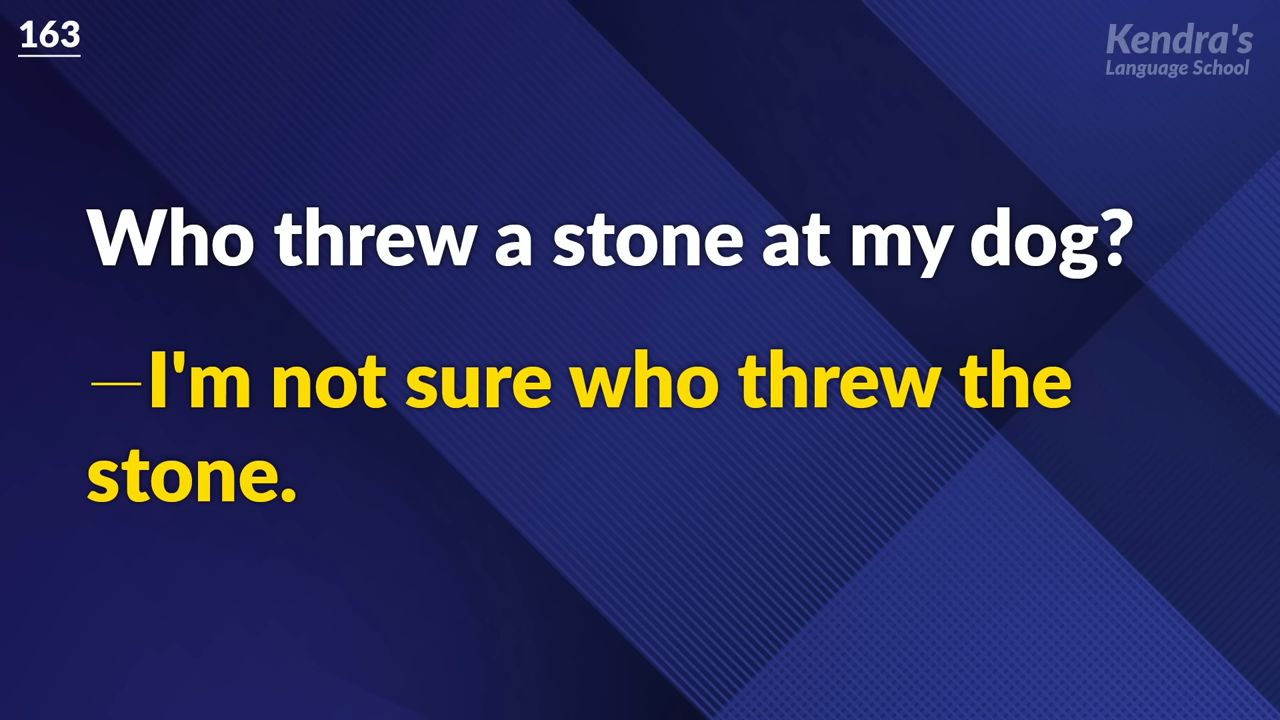 163
Kendra's
Language School
Who threw a stone at my dog?
—I'm not sure who threw the
stone.